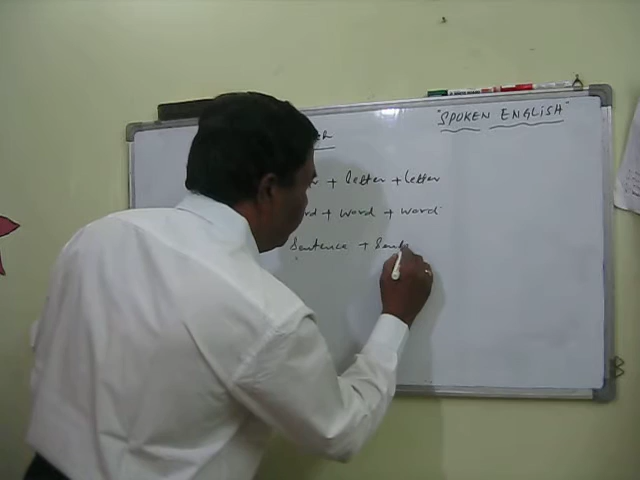 "SPOKEN ENGLISH"
+ letter + letter
+ word + word
Sentence +